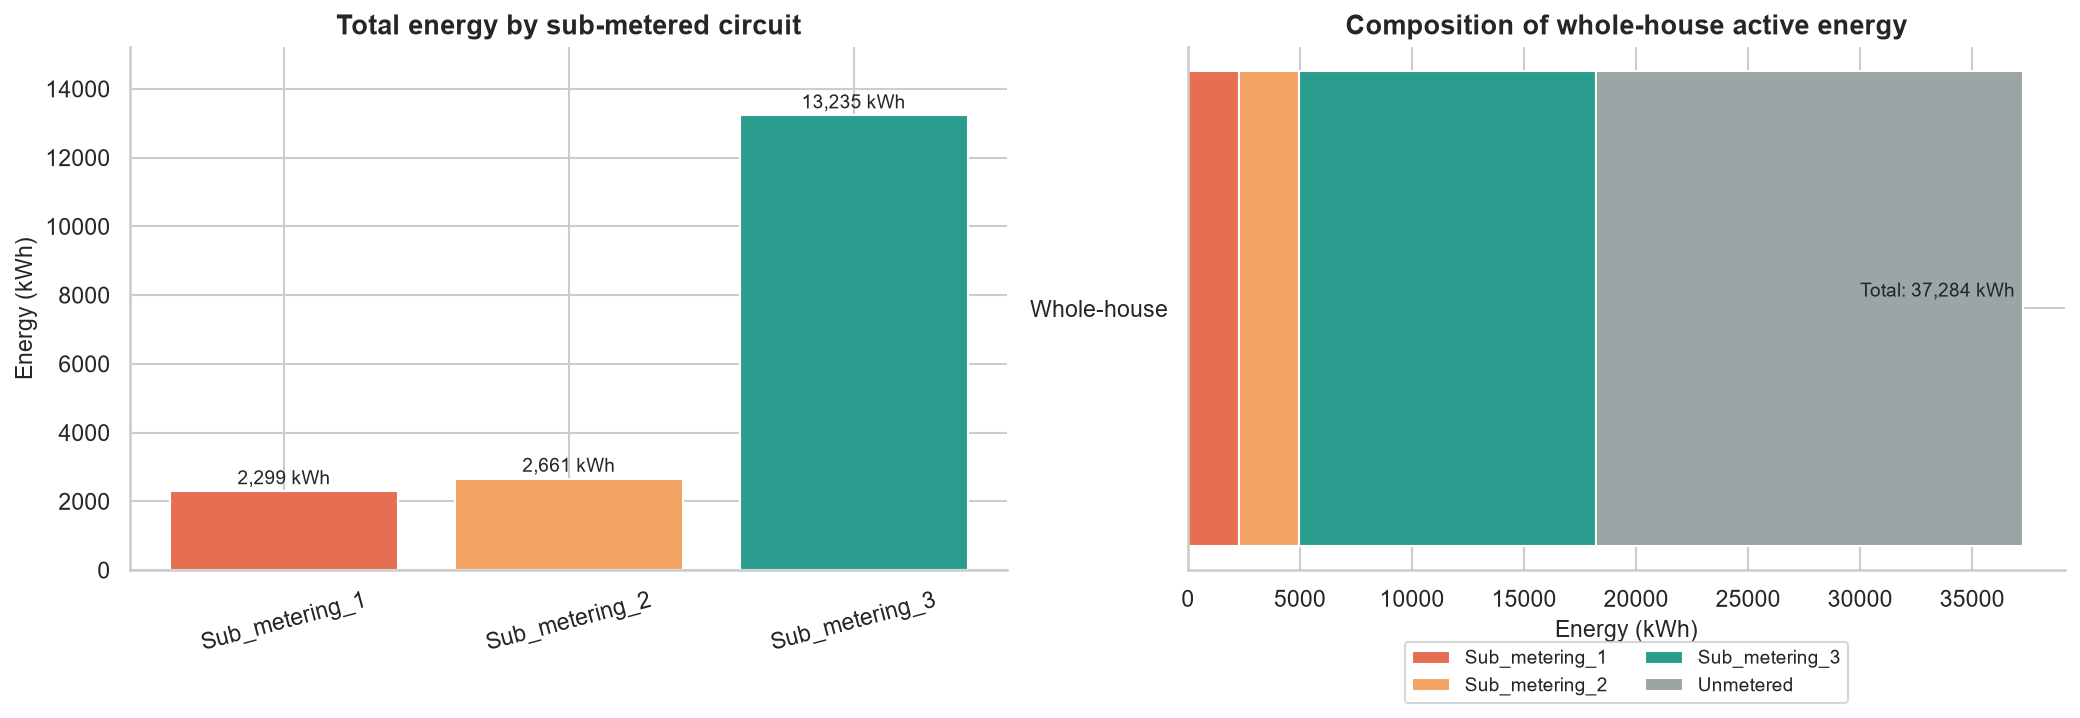 Total energy by sub-metered circuit
Energy (kWh)
14000
12000
10000
8000
6000
4000
2000
0
2,299 kWh
2,661 kWh
13,235 kWh
Sub_metering_1
Sub_metering_2
Sub_metering_3
Composition of whole-house active energy
Whole-house
Total: 37,284 kWh
0 5000 10000 15000 20000 25000 30000 35000
Energy (kWh)
Sub_metering_1
Sub_metering_2
Sub_metering_3
Unmetered